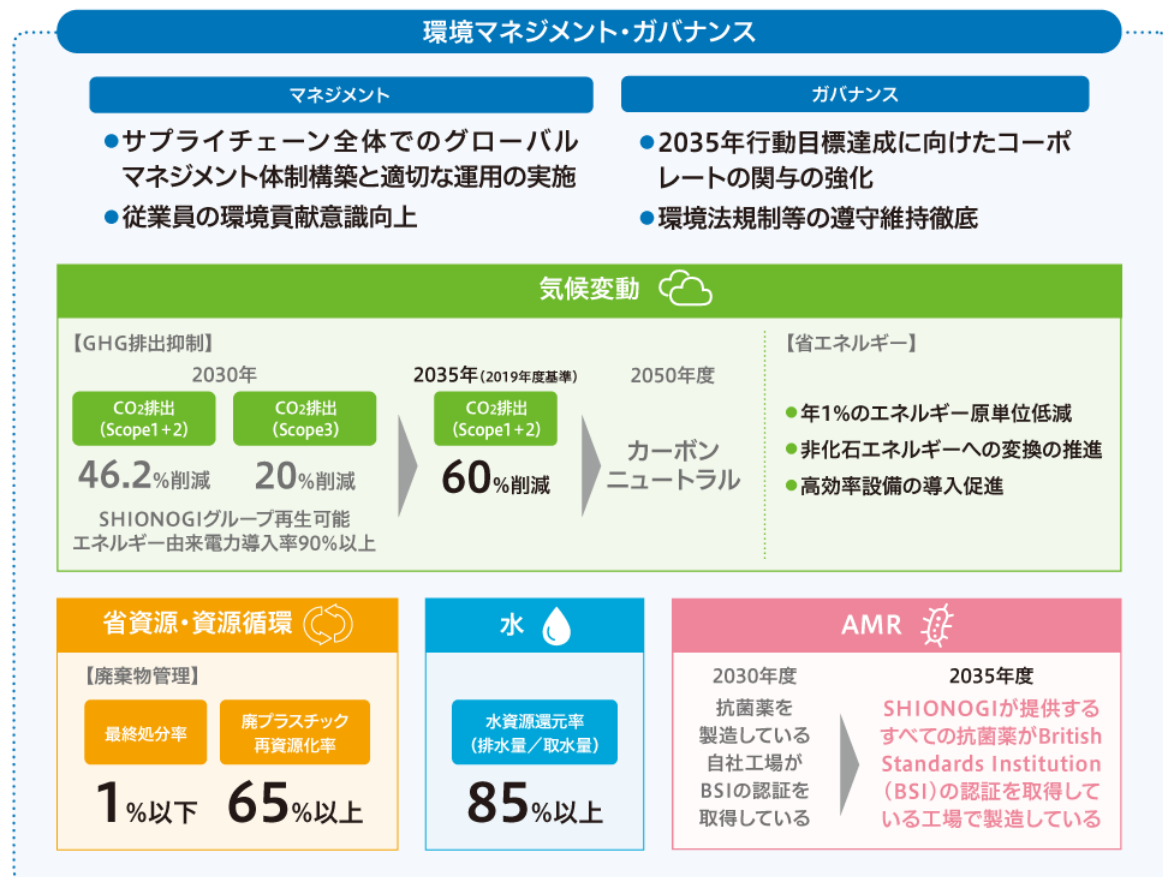 環境マネジメント・ガバナンス
マネジメント
●サプライチェーン全体でのグローバル
マネジメント体制構築と適切な運用の実施
●従業員の環境貢献意識向上
ガバナンス
●2035年行動目標達成に向けたコーポ
レートの関与の強化
●環境法規制等の遵守維持徹底
気候変動
【GHG排出抑制】
2030年
CO2排出
(Scope1+2)
46.2%削減
CO2排出
(Scope3)
20%削減
SHIONOGIグループ再生可能
エネルギー由来電力導入率90%以上
2035年(2019年度基準)
CO2排出
(Scope1+2)
60%削減
2050年度
カーボン
ニュートラル
【省エネルギー】
●年1%のエネルギー原単位低減
●非化石エネルギーへの変換の推進
●高効率設備の導入促進
省資源・資源循環
【廃棄物管理】
最終処分率
1%以下
廃プラスチック
再資源化率
65%以上
水
水資源還元率
(排水量/取水量)
85%以上
AMR
2030年度
抗菌薬を
製造している
自社工場が
BSIの認証を
取得している
2035年度
SHIONOGIが提供する
すべての抗菌薬がBritish
Standards Institution
(BSI)の認証を取得して
いる工場で製造している